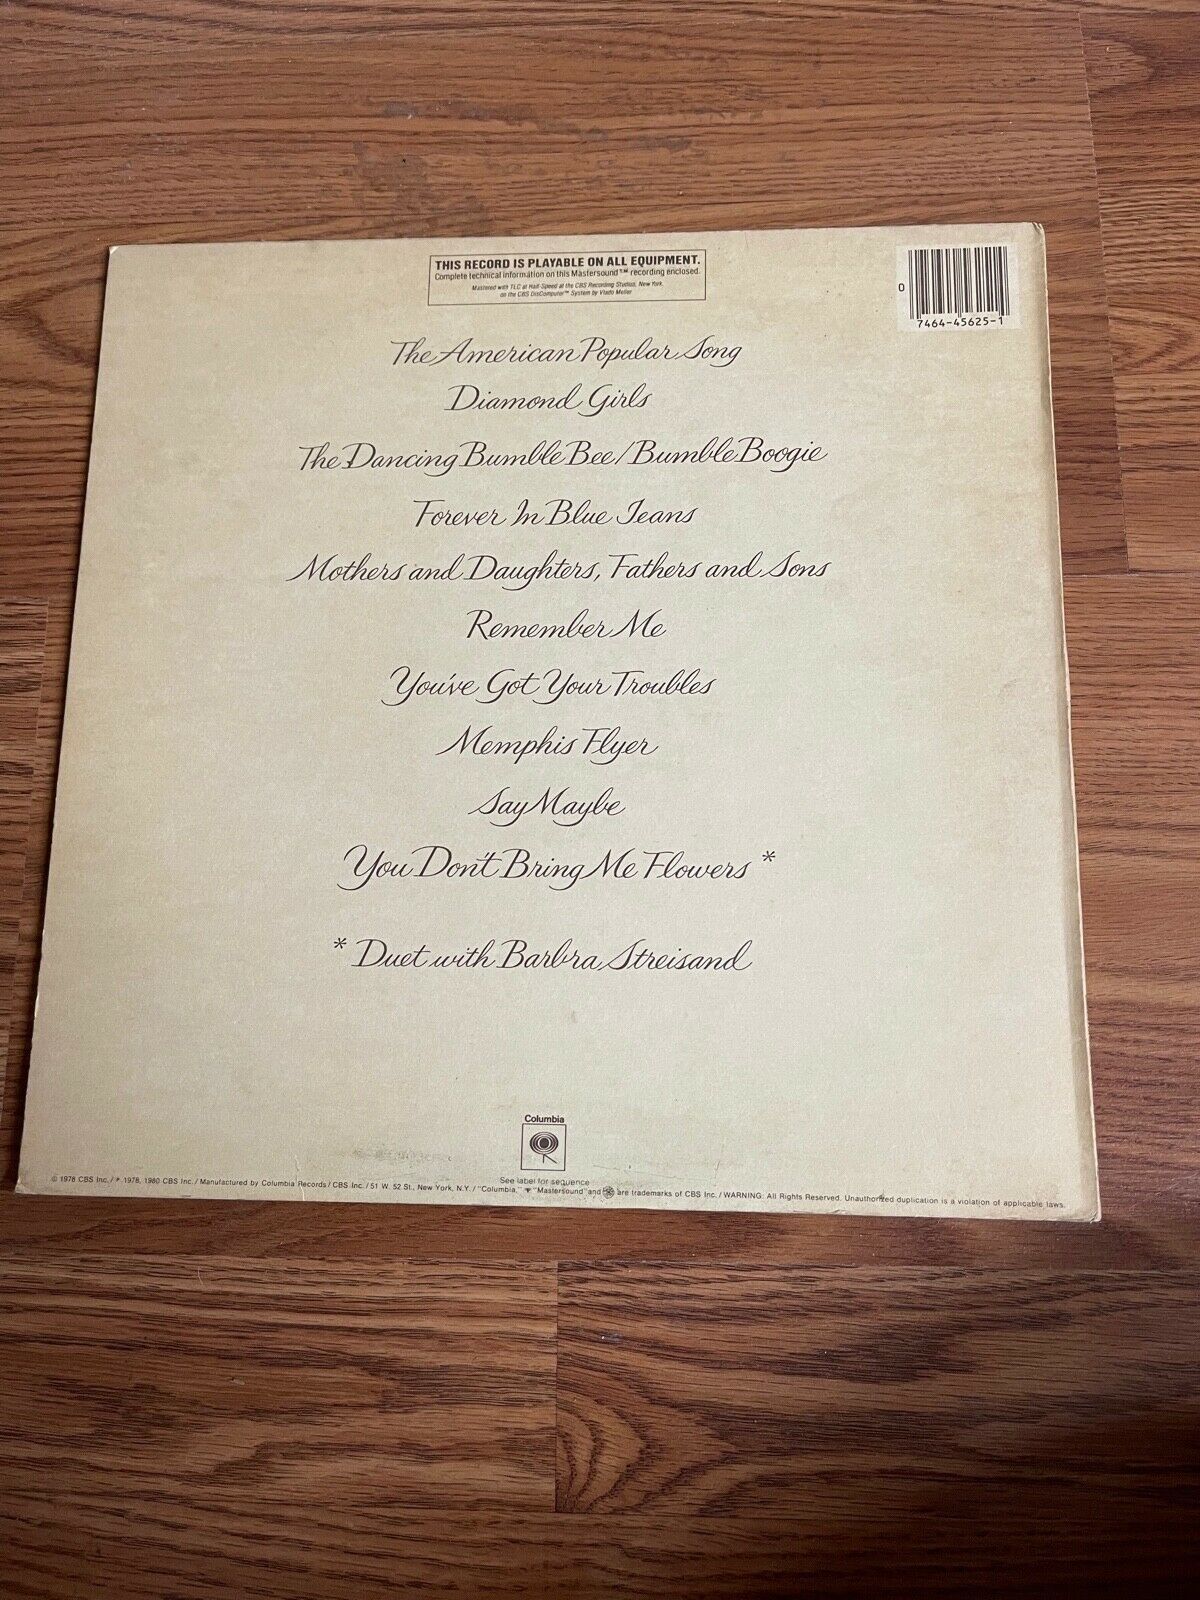 THIS RECORD IS PLAYABLE ON ALL EQUIPMENT.
Complete technical information on this Mastersound™ recording enclosed.
Mastered with TLC at Half-Speed at the CBS Recording Studios, New York,
on the CBS DisComputer™ System by Vlado Meller
0
7464-45625-1
The American Popular Song
Diamond Girls
The Dancing Bumble Bee/Bumble Boogie
Forever In Blue Jeans
Mothers and Daughters, Fathers and Sons
Remember Me
You've Got Your Troubles
Memphis Flyer
Say Maybe
You Don't Bring Me Flowers *
* Duet with Barbra Streisand
Columbia
See label for sequence
© 1978 CBS Inc./ * 1978, 1980 CBS Inc./Manufactured by Columbia Records/CBS Inc./51 W. 52 St., New York, N.Y./"Columbia," "Mastersound" and are trademarks of CBS Inc./WARNING: All Rights Reserved. Unauthorized duplication is a violation of applicable laws.